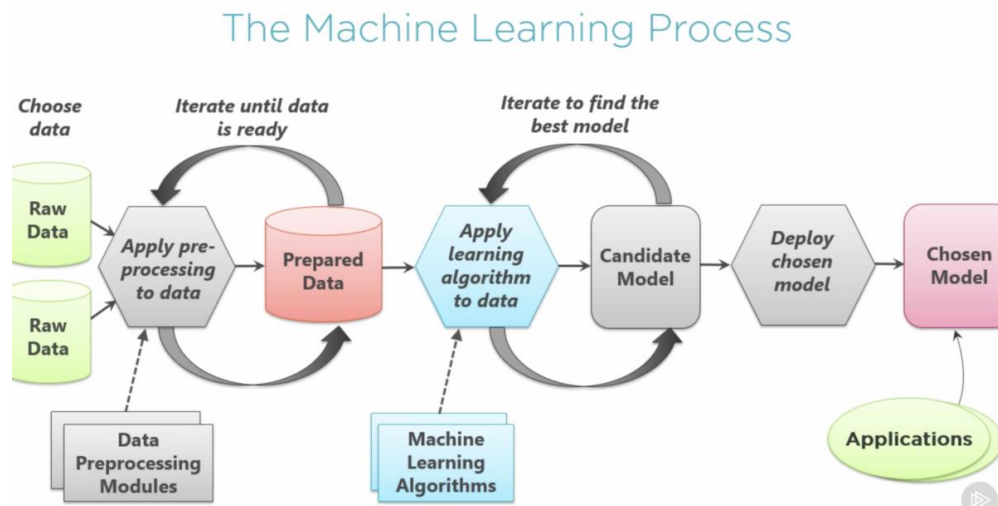 The Machine Learning Process
Choose
data
Iterate until data
is ready
Iterate to find the
best model
Raw
Data
Raw
Data
Apply pre-
processing
to data
Prepared
Data
Apply
learning
algorithm
to data
Candidate
Model
Deploy
chosen
model
Chosen
Model
Data
Preprocessing
Modules
Machine
Learning
Algorithms
Applications